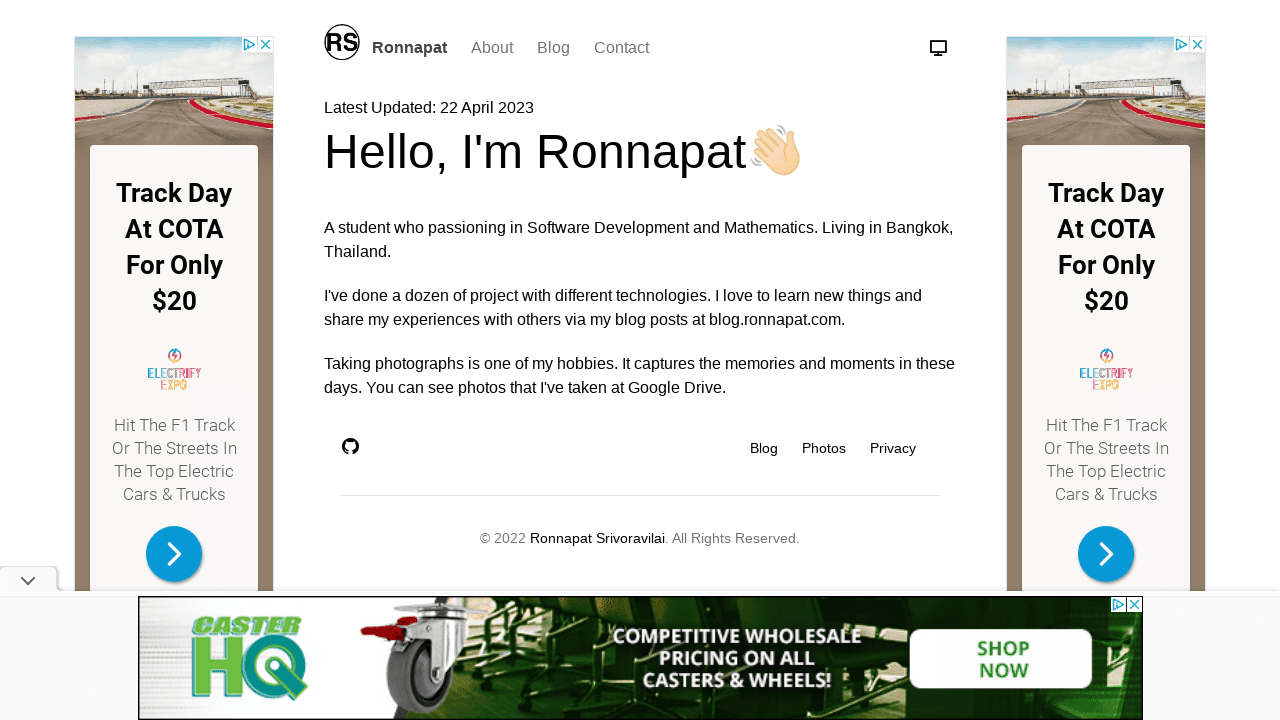 RS
Ronnapat About Blog Contact
Latest Updated: 22 April 2023
Hello, I'm Ronnapat👋🏻
A student who passioning in Software Development and Mathematics. Living in Bangkok,
Thailand.
I've done a dozen of project with different technologies. I love to learn new things and
share my experiences with others via my blog posts at blog.ronnapat.com.
Taking photographs is one of my hobbies. It captures the memories and moments in these
days. You can see photos that I've taken at Google Drive.
Blog Photos Privacy
© 2022 Ronnapat Srivoravilai. All Rights Reserved.
Track Day
At COTA
For Only
$20
ELECTRIFY
EXPO
Hit The F1 Track
Or The Streets In
The Top Electric
Cars & Trucks
Track Day
At COTA
For Only
$20
ELECTRIFY
EXPO
Hit The F1 Track
Or The Streets In
The Top Electric
Cars & Trucks
CASTER
HQ
COMPETITIVE WHOLESALE
PRICING ON ALL
CASTERS & WHEELS!
SHOP
NOW